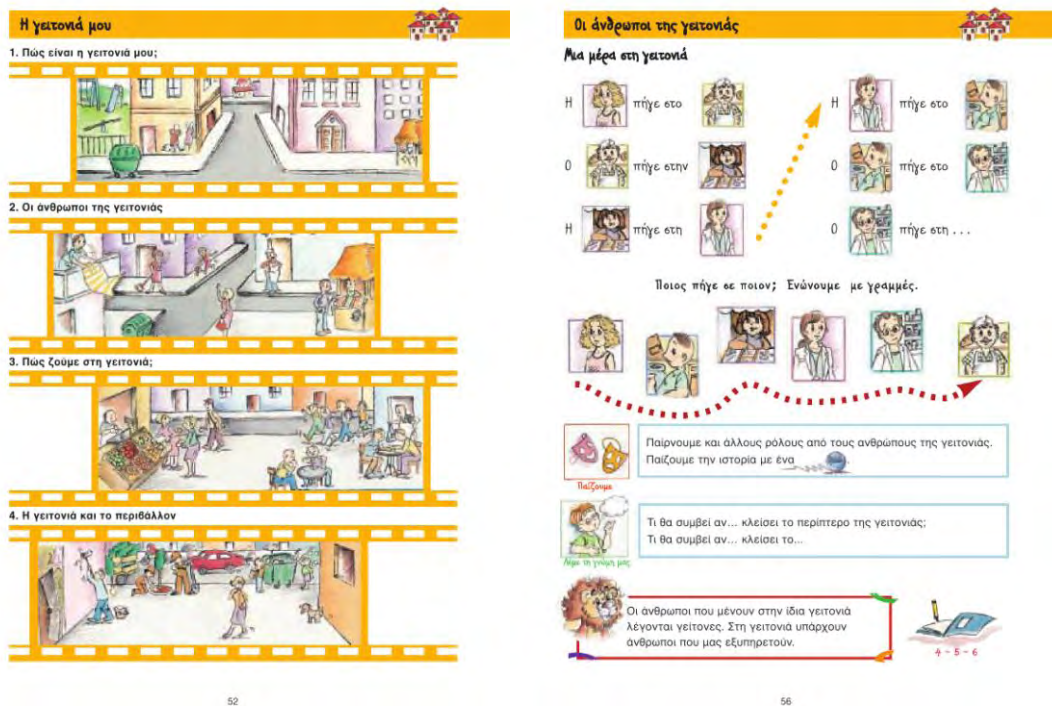 Η γειτονιά μου
1. Πώς είναι η γειτονιά μου;
2. Οι άνθρωποι της γειτονιάς
3. Πώς ζούμε στη γειτονιά;
4. Η γειτονιά και το περιβάλλον
52
Οι άνθρωποι της γειτονιάς
Μια μέρα στη γειτονιά
Η πήγε στο
Ο πήγε στην
Η πήγε στη
Η πήγε στο
Ο πήγε στο
Ο πήγε στη . . .
Ποιος πήγε σε ποιον; Ενώνουμε με γραμμές.
Παίρνουμε και άλλους ρόλους από τους ανθρώπους της γειτονιάς.
Παίζουμε την ιστορία με ένα
Παίζουμε
Τι θα συμβεί αν... κλείσει το περίπτερο της γειτονιάς;
Τι θα συμβεί αν... κλείσει το...
Λέμε τη γνώμη μας
Οι άνθρωποι που μένουν στην ίδια γειτονιά
λέγονται γείτονες. Στη γειτονιά υπάρχουν
άνθρωποι που μας εξυπηρετούν.
4 - 5 - 6
56